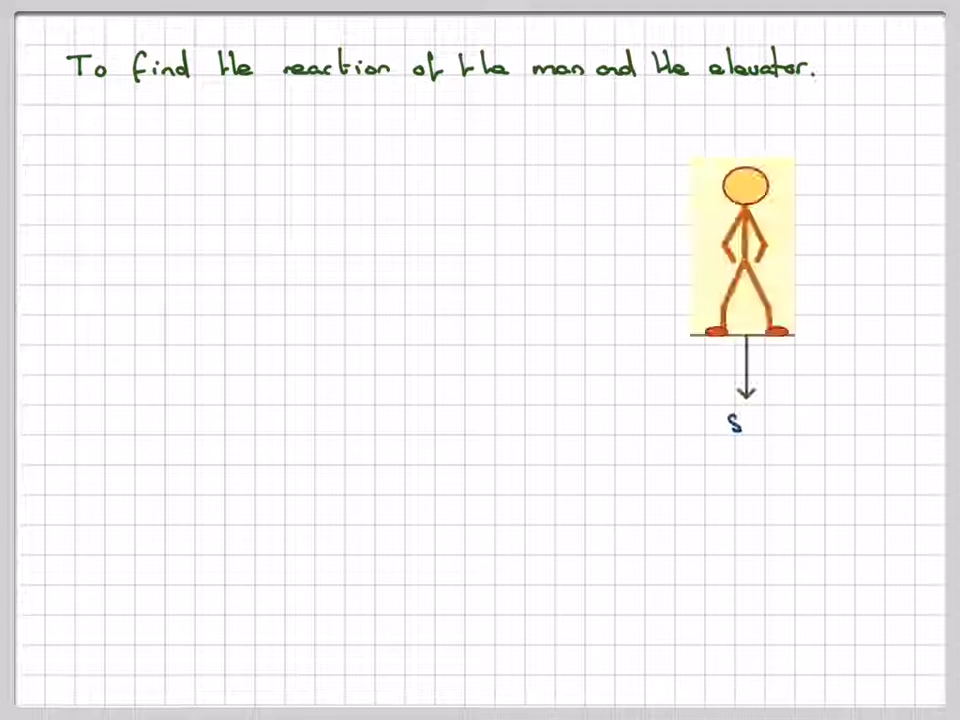 To find the reaction of the man and the elevator.
s